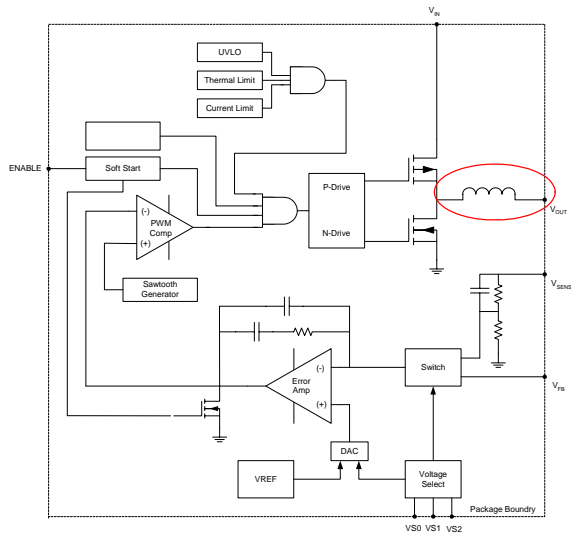 VIN
UVLO
Thermal Limit
Current Limit
ENABLE
Soft Start
P-Drive
N-Drive
VOUT
(-)
PWM
Comp
(+)
Sawtooth
Generator
VSENS
(-)
Error
Amp
(+)
Switch
VFB
DAC
VREF
Voltage
Select
Package Boundry
VS0 VS1 VS2